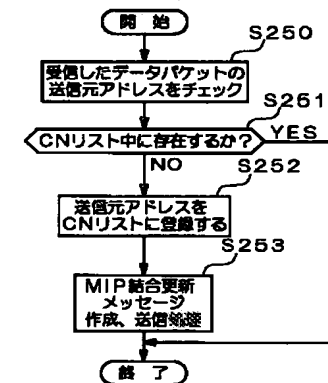 開始
S250
受信したデータパケットの
送信元アドレスをチェック
S251
CNリスト中に存在するか？
YES
NO
S252
送信元アドレスを
CNリストに登録する
S253
MIP結合更新
メッセージ
作成、送信処理
終了